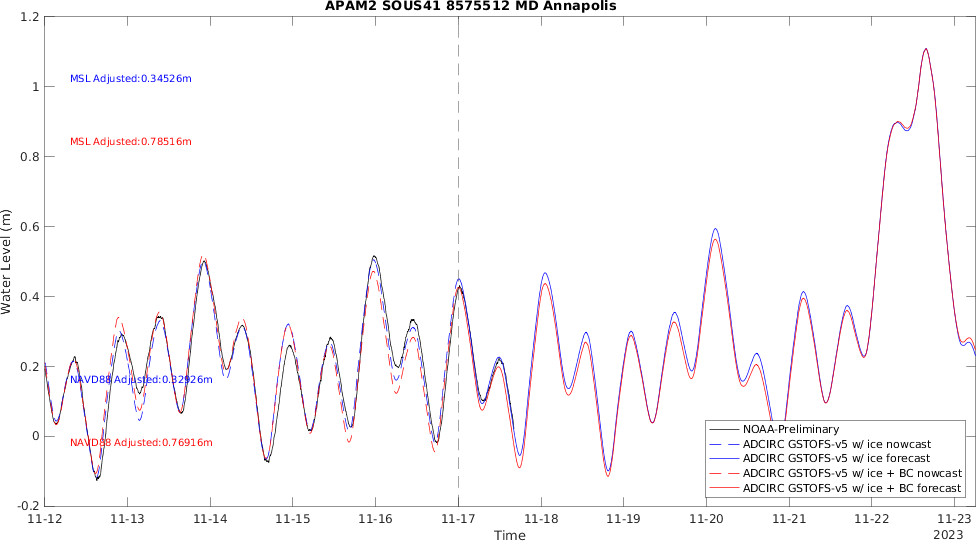 APAM2 SOUS41 8575512 MD Annapolis
1.2
1
0.8
0.6
0.4
0.2
0
-0.2
Water Level (m)
MSL Adjusted:0.34526m
MSL Adjusted:0.78516m
NAVD88 Adjusted:0.32926m
NAVD88 Adjusted:0.76916m
NOAA-Preliminary
ADCIRC GSTOFS-v5 w/ ice nowcast
ADCIRC GSTOFS-v5 w/ ice forecast
ADCIRC GSTOFS-v5 w/ ice + BC nowcast
ADCIRC GSTOFS-v5 w/ ice + BC forecast
11-12 11-13 11-14 11-15 11-16 11-17 11-18 11-19 11-20 11-21 11-22 11-23
Time
2023